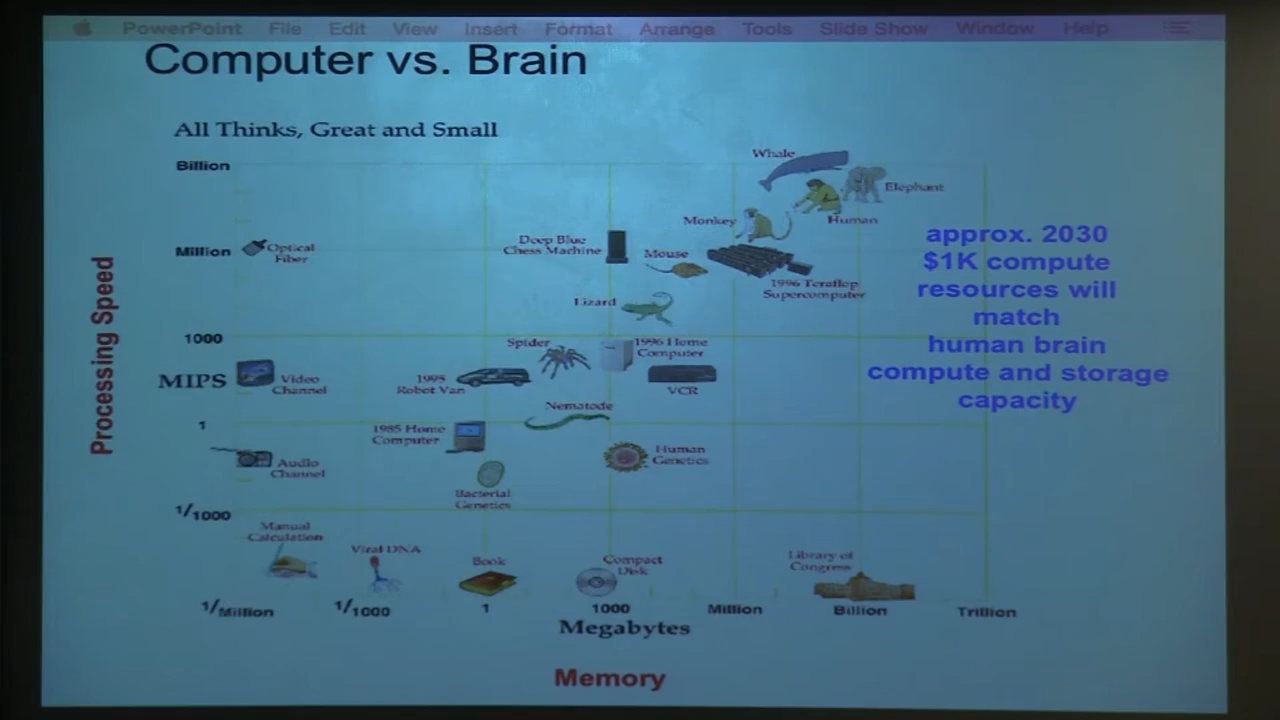 PowerPoint File Edit View Insert Format Arrange Tools Slide Show Window Help
Computer vs. Brain
All Thinks, Great and Small
Billion
Whale
Elephant
Monkey
Human
Million
Optical
Fiber
Deep Blue
Chess Machine
Mouse
1996 Teraflop
Supercomputer
Lizard
approx. 2030
$1K compute
resources will
match
human brain
compute and storage
capacity
Processing Speed
1000
Spider
1996 Home
Computer
MIPS
Video
Channel
1995
Robot Van
VCR
Nematode
1
1985 Home
Computer
Audio
Channel
Human
Genetics
Bacterial
Genetics
1/1000
Manual
Calculation
Viral DNA
Book
Compact
Disk
Library of
Congress
1/Million
1/1000
1
1000
Million
Billion
Trillion
Megabytes
Memory